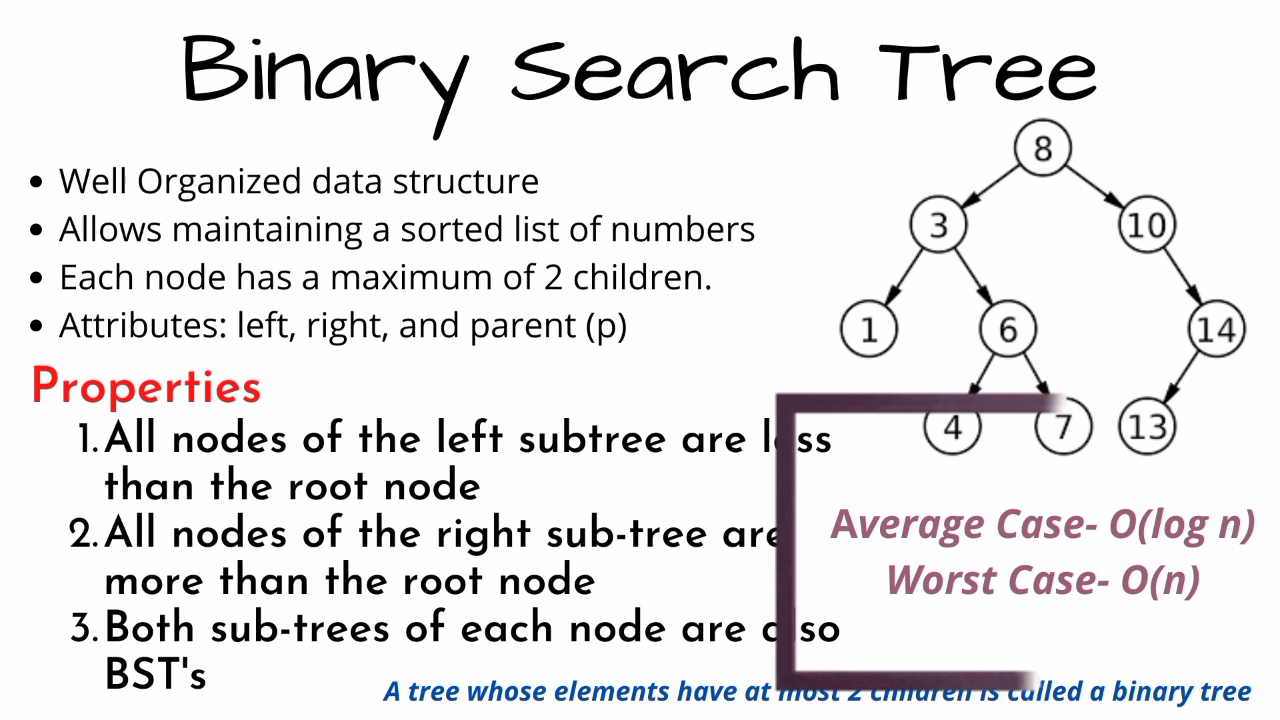 Binary Search Tree
• Well Organized data structure
• Allows maintaining a sorted list of numbers
• Each node has a maximum of 2 children.
• Attributes: left, right, and parent (p)
Properties
1. All nodes of the left subtree are less
than the root node
2. All nodes of the right sub-tree are
more than the root node
3. Both sub-trees of each node are also
BST's
8
3 10
1 6 14
4 7 13
Average Case- O(log n)
Worst Case- O(n)
A tree whose elements have at most 2 children is called a binary tree